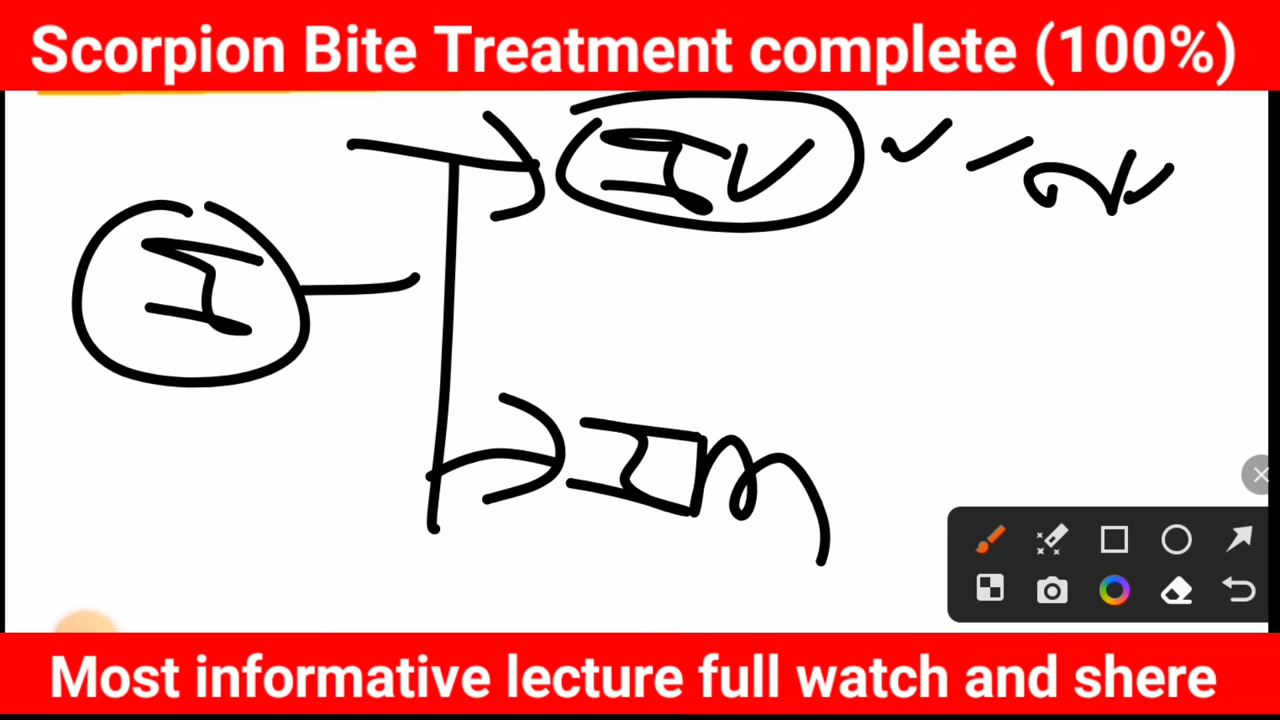 Scorpion Bite Treatment complete (100%)
IV
I
Im
Most informative lecture full watch and shere